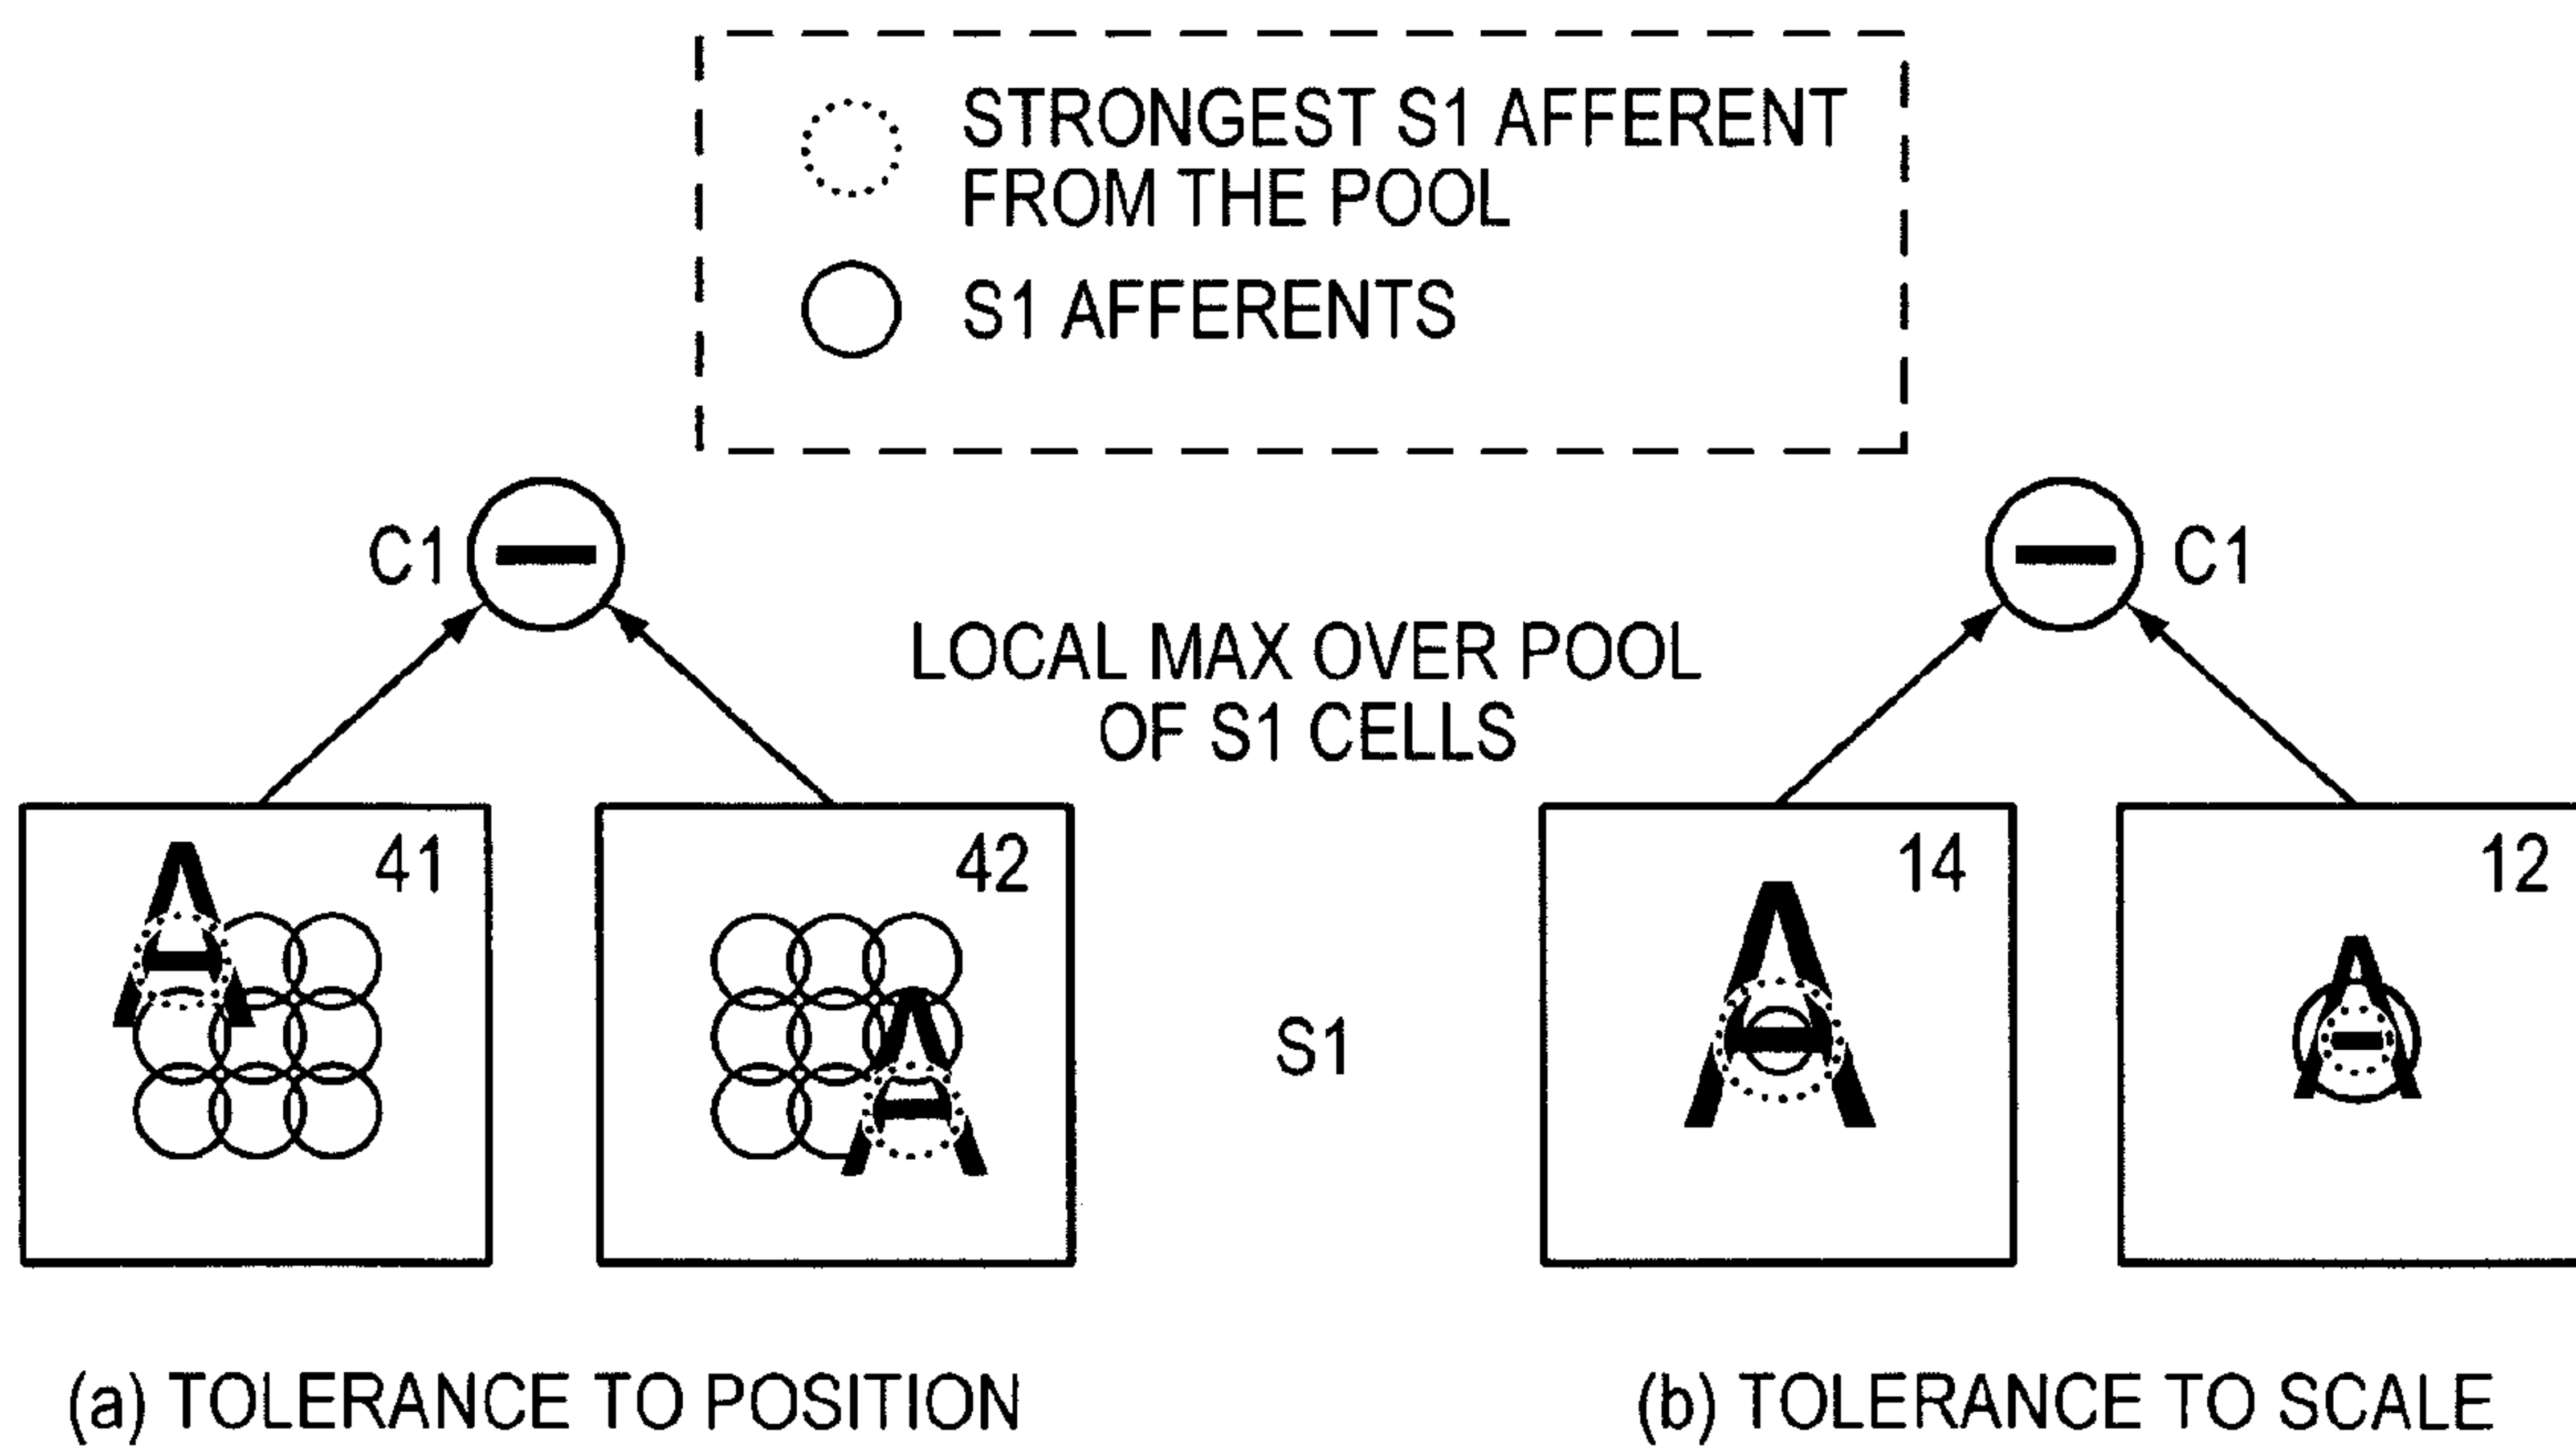 STRONGEST S1 AFFERENT
FROM THE POOL
S1 AFFERENTS
C1
C1
LOCAL MAX OVER POOL
OF S1 CELLS
A
41
A
42
S1
A
14
A
12
(a) TOLERANCE TO POSITION
(b) TOLERANCE TO SCALE